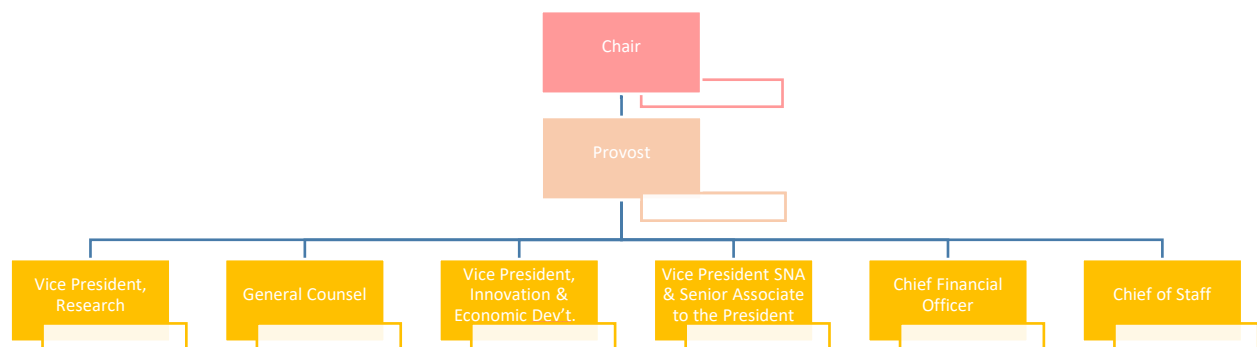 Chair
Provost
Vice President,
Research
General Counsel
Vice President,
Innovation &
Economic Dev't.
Vice President SNA
& Senior Associate
to the President
Chief Financial
Officer
Chief of Staff